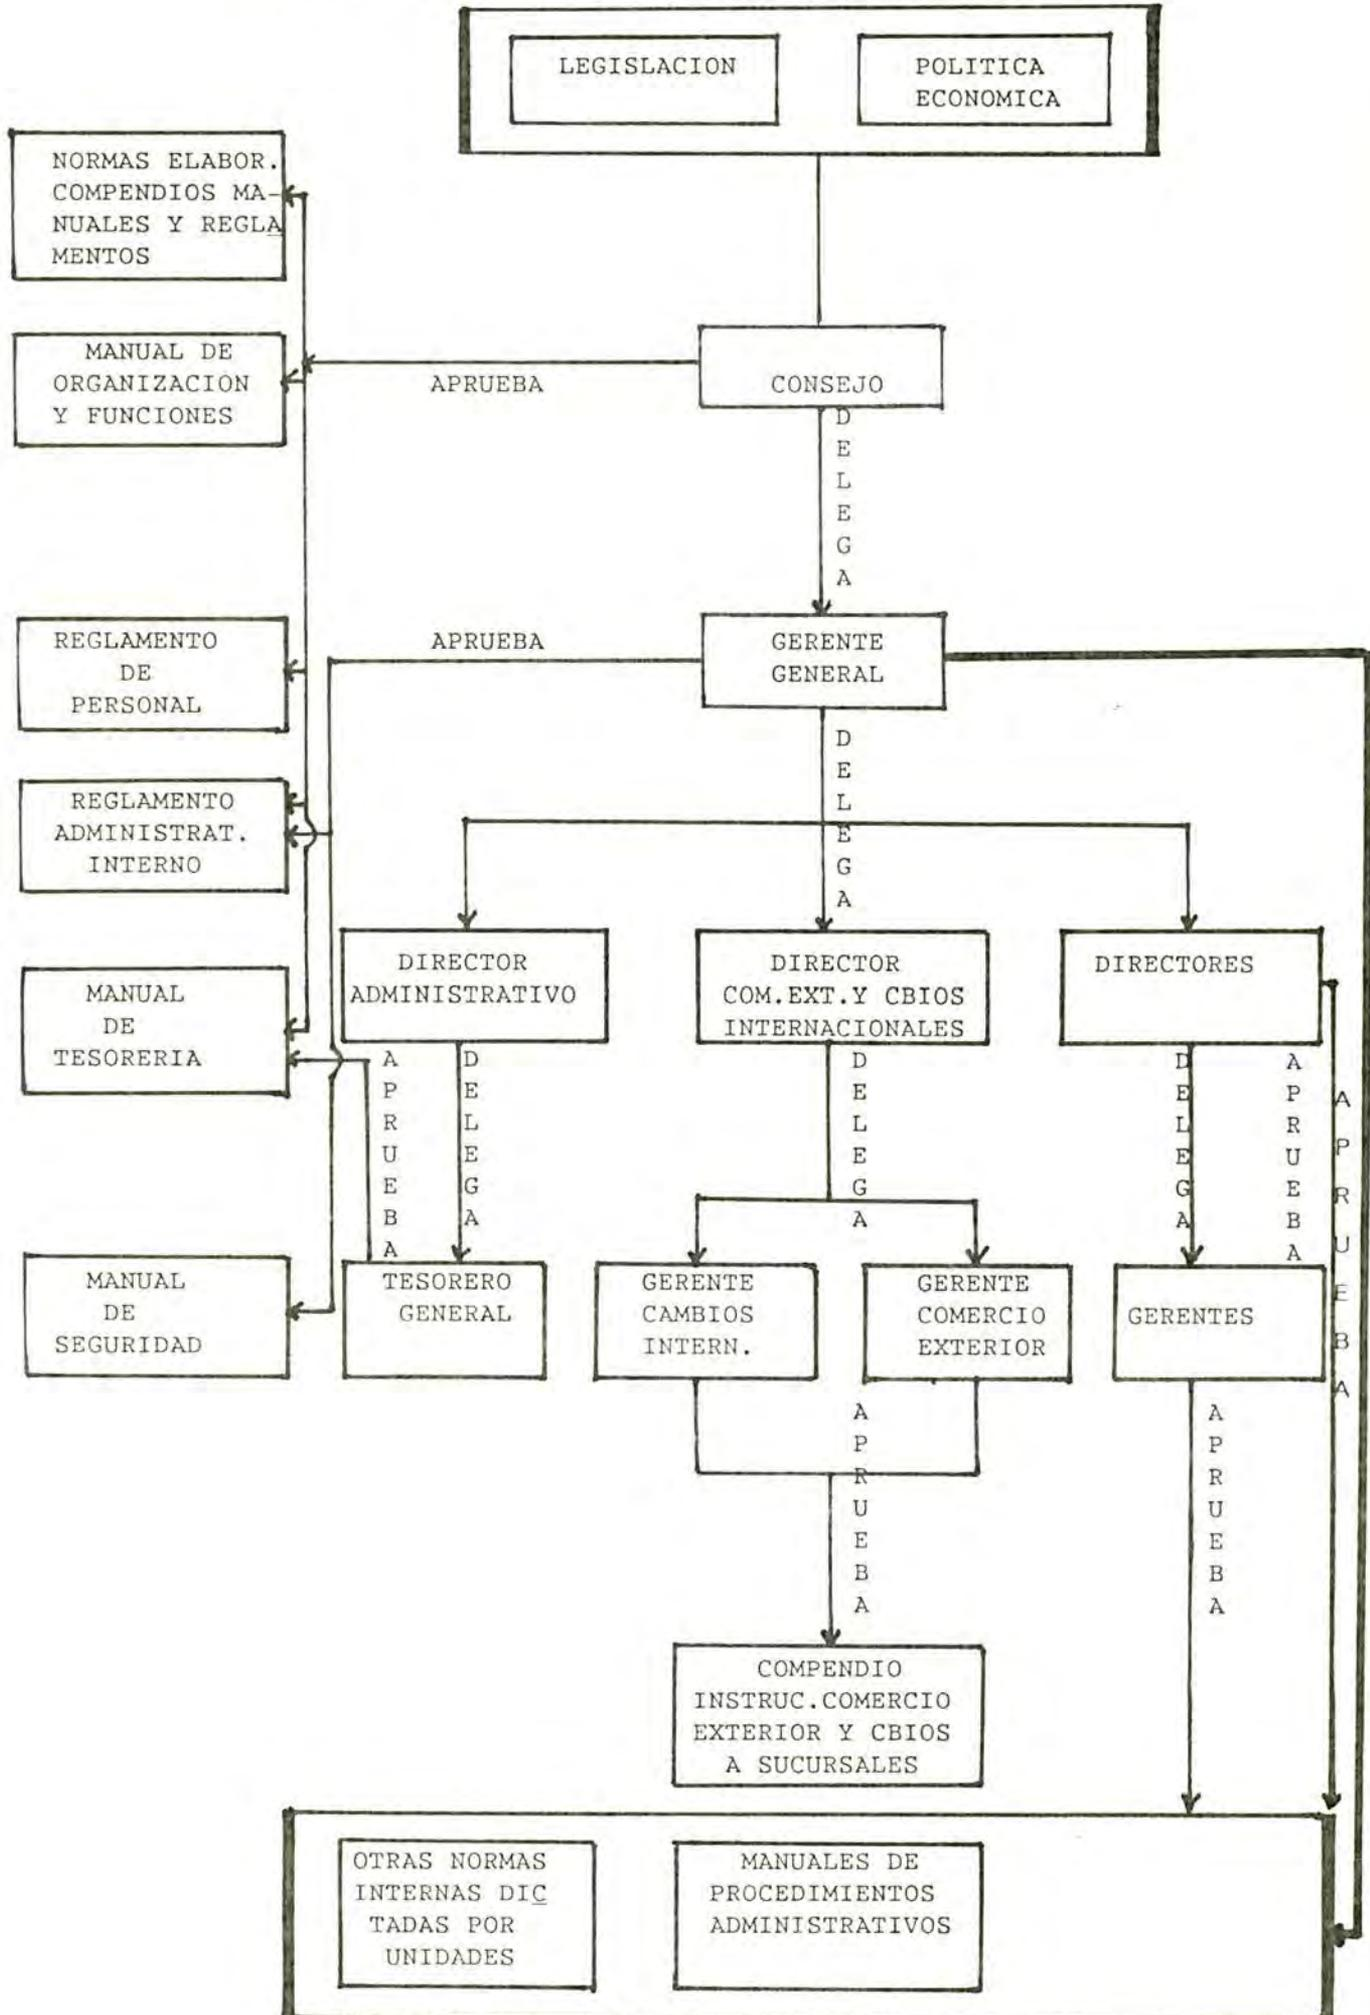 LEGISLACION
POLITICA
ECONOMICA
NORMAS ELABOR.
COMPENDIOS MA-
NUALES Y REGLA
MENTOS
MANUAL DE
ORGANIZACION
Y FUNCIONES
APRUEBA
CONSEJO
DELEGA
REGLAMENTO
DE
PERSONAL
APRUEBA
GERENTE
GENERAL
DELEGA
REGLAMENTO
ADMINISTRAT.
INTERNO
MANUAL
DE
TESORERIA
DIRECTOR
ADMINISTRATIVO
DIRECTOR
COM.EXT.Y CBIOS
INTERNACIONALES
DIRECTORES
APRUEBA
DELEGA
DELEGA
DELEGA
APRUEBA
APRUEBA
MANUAL
DE
SEGURIDAD
TESORERO
GENERAL
GERENTE
CAMBIOS
INTERN.
GERENTE
COMERCIO
EXTERIOR
GERENTES
APRUEBA
APRUEBA
COMPENDIO
INSTRUC.COMERCIO
EXTERIOR Y CBIOS
A SUCURSALES
OTRAS NORMAS
INTERNAS DIC
TADAS POR
UNIDADES
MANUALES DE
PROCEDIMIENTOS
ADMINISTRATIVOS